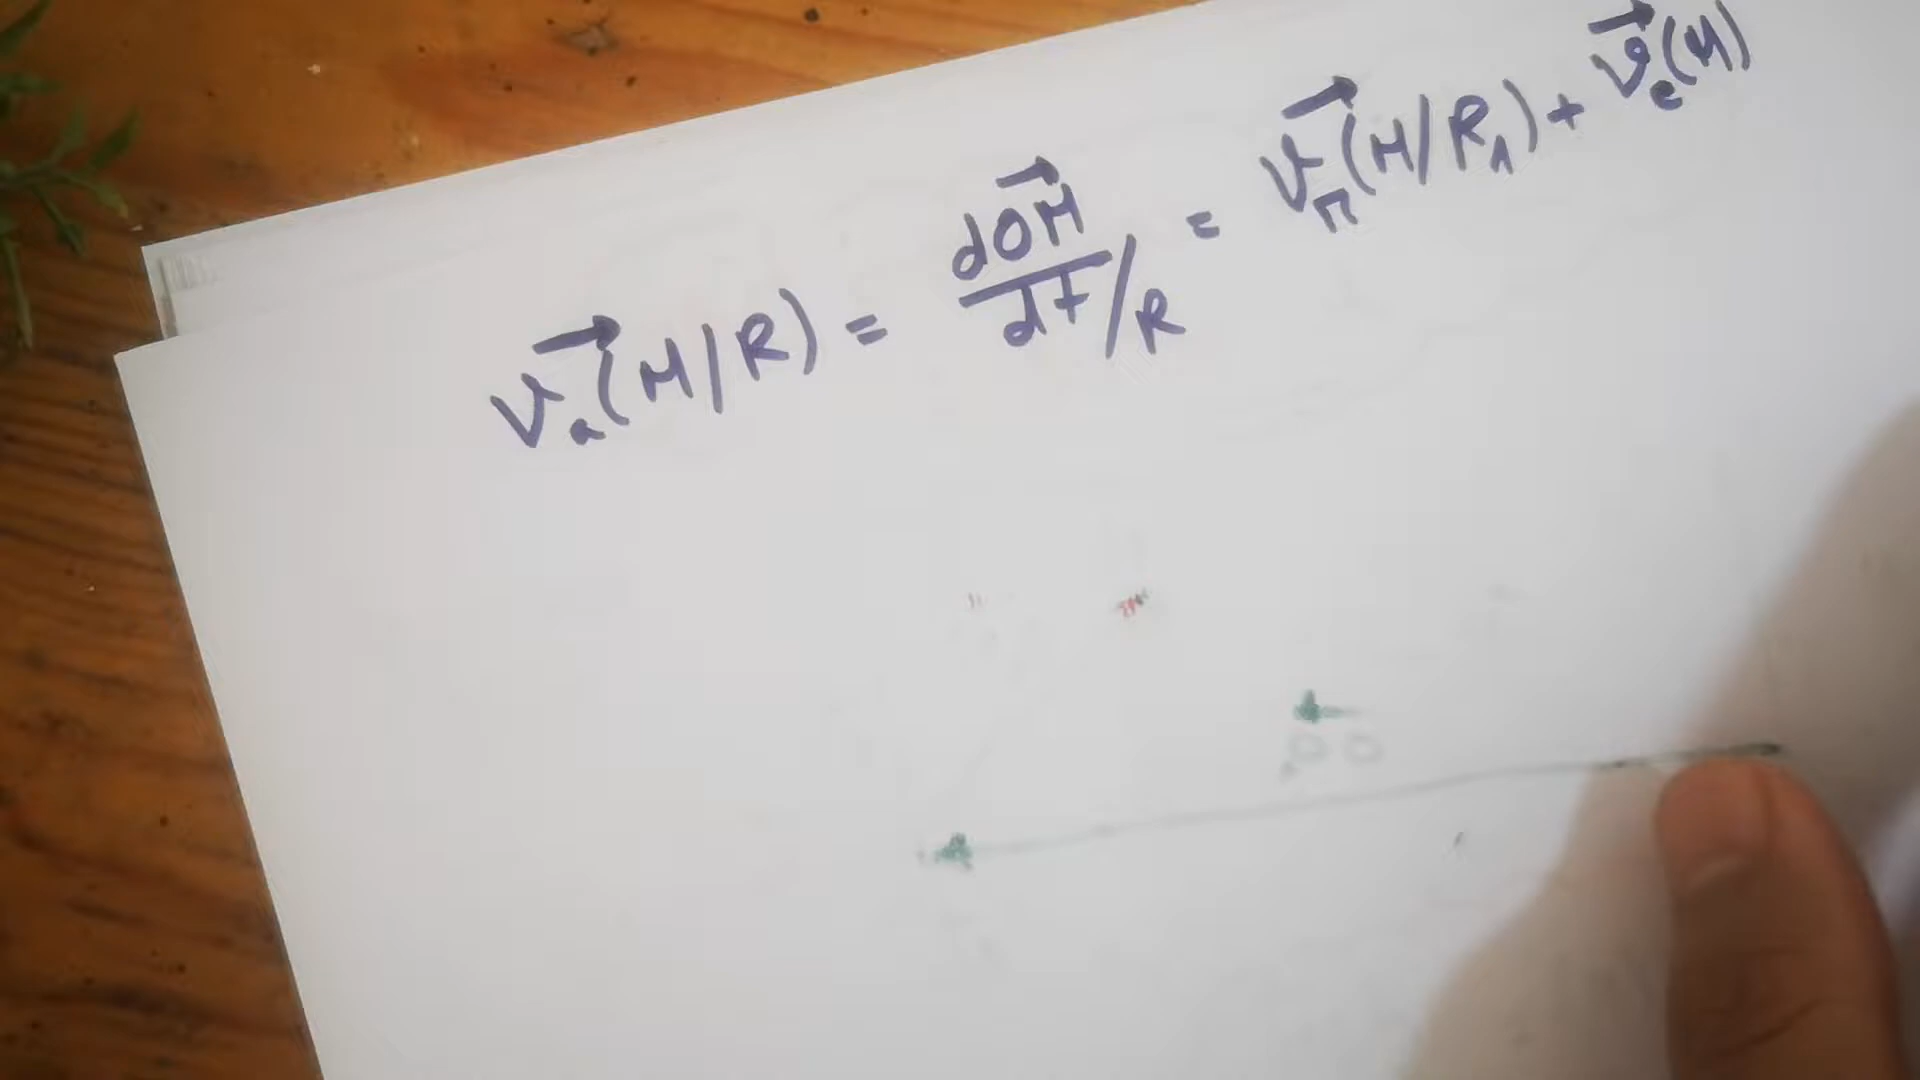 V⃗ₐ(M/R) = dOM⃗/dt /R = V⃗ᵣ(M/R₁) + V⃗ₑ(M)